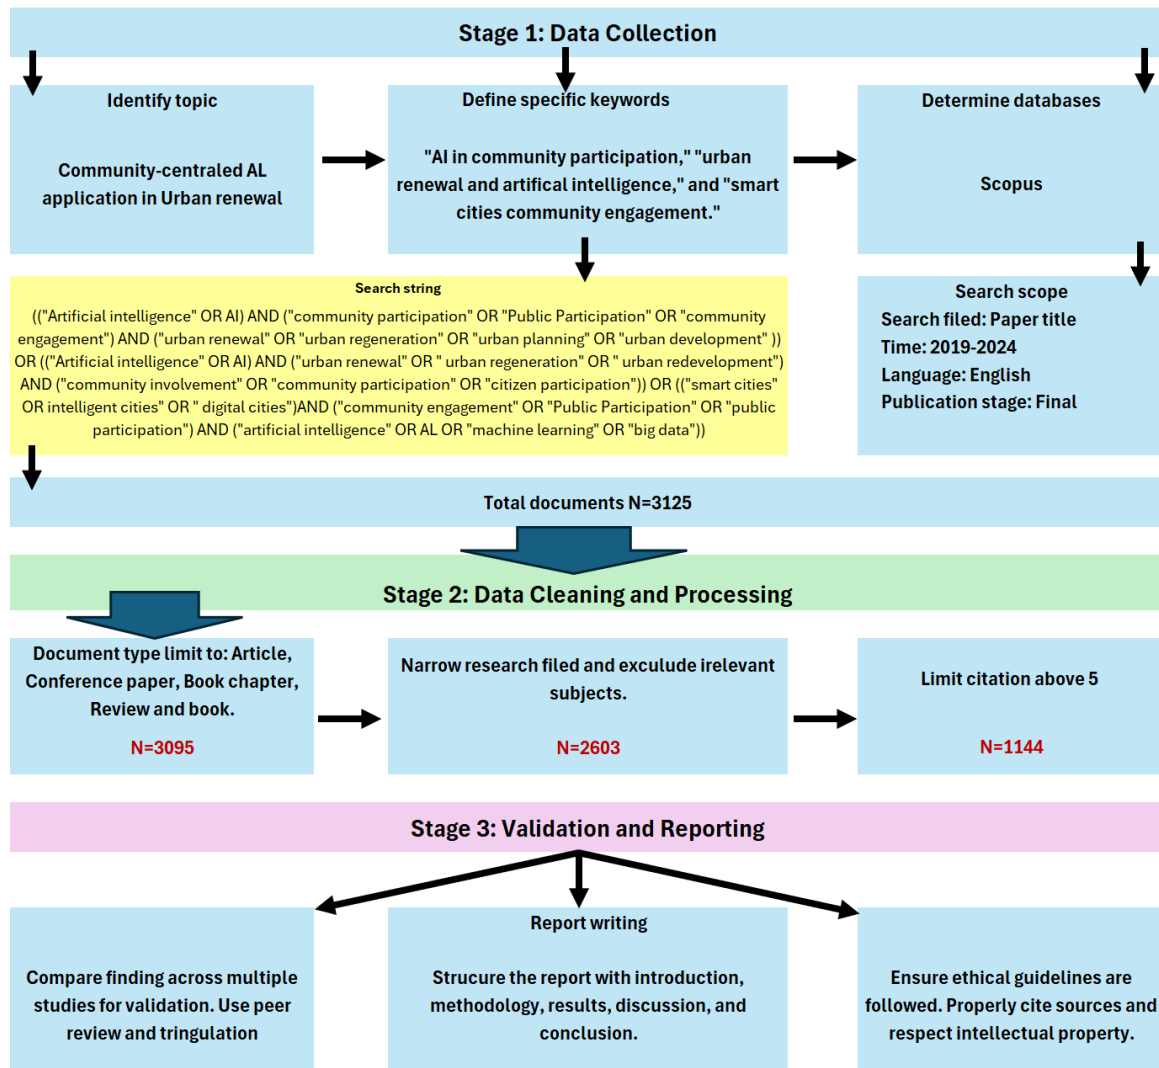 Stage 1: Data Collection
Identify topic
Community-centraled AL
application in Urban renewal
Define specific keywords
"AI in community participation," "urban
renewal and artifical intelligence," and "smart
cities community engagement."
Determine databases
Scopus
Search string
(("Artificial intelligence" OR AI) AND ("community participation" OR "Public Participation" OR "community
engagement") AND ("urban renewal" OR "urban regeneration" OR "urban planning" OR "urban development" ))
OR (("Artificial intelligence" OR AI) AND ("urban renewal" OR " urban regeneration" OR " urban redevelopment")
AND ("community involvement" OR "community participation" OR "citizen participation")) OR (("smart cities"
OR intelligent cities" OR " digital cities")AND ("community engagement" OR "Public Participation" OR "public
participation") AND ("artificial intelligence" OR AL OR "machine learning" OR "big data"))
Search scope
Search filed: Paper title
Time: 2019-2024
Language: English
Publication stage: Final
Total documents N=3125
Stage 2: Data Cleaning and Processing
Document type limit to: Article,
Conference paper, Book chapter,
Review and book.
N=3095
Narrow research filed and exculude irelevant
subjects.
N=2603
Limit citation above 5
N=1144
Stage 3: Validation and Reporting
Compare finding across multiple
studies for validation. Use peer
review and tringulation
Report writing
Strucure the report with introduction,
methodology, results, discussion, and
conclusion.
Ensure ethical guidelines are
followed. Properly cite sources and
respect intellectual property.